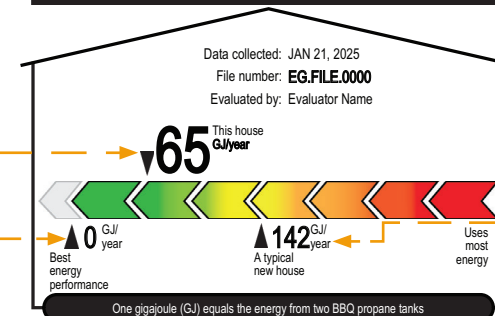 Data collected: JAN 21, 2025
File number: EG.FILE.0000
Evaluated by: Evaluator Name
65 This house GJ/year
0 GJ/year
Best energy performance
142 GJ/year
A typical new house
Uses most energy
One gigajoule (GJ) equals the energy from two BBQ propane tanks